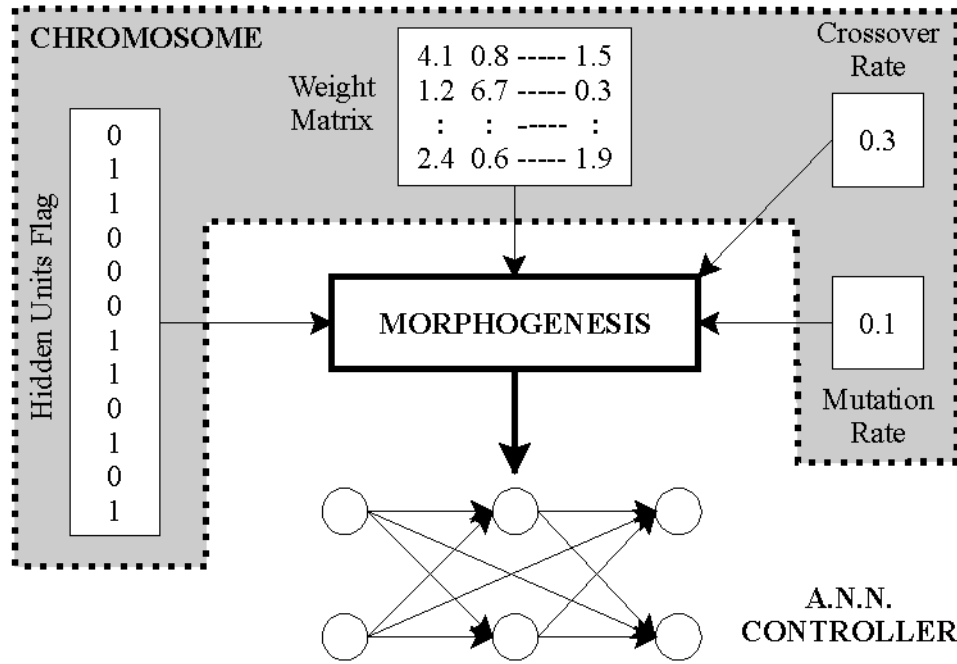 CHROMOSOME
Hidden Units Flag
0
1
1
0
0
0
1
1
0
1
0
1
Weight
Matrix
4.1 0.8 ----- 1.5
1.2 6.7 ----- 0.3
: : ----- :
2.4 0.6 ----- 1.9
Crossover
Rate
0.3
0.1
Mutation
Rate
MORPHOGENESIS
A.N.N.
CONTROLLER